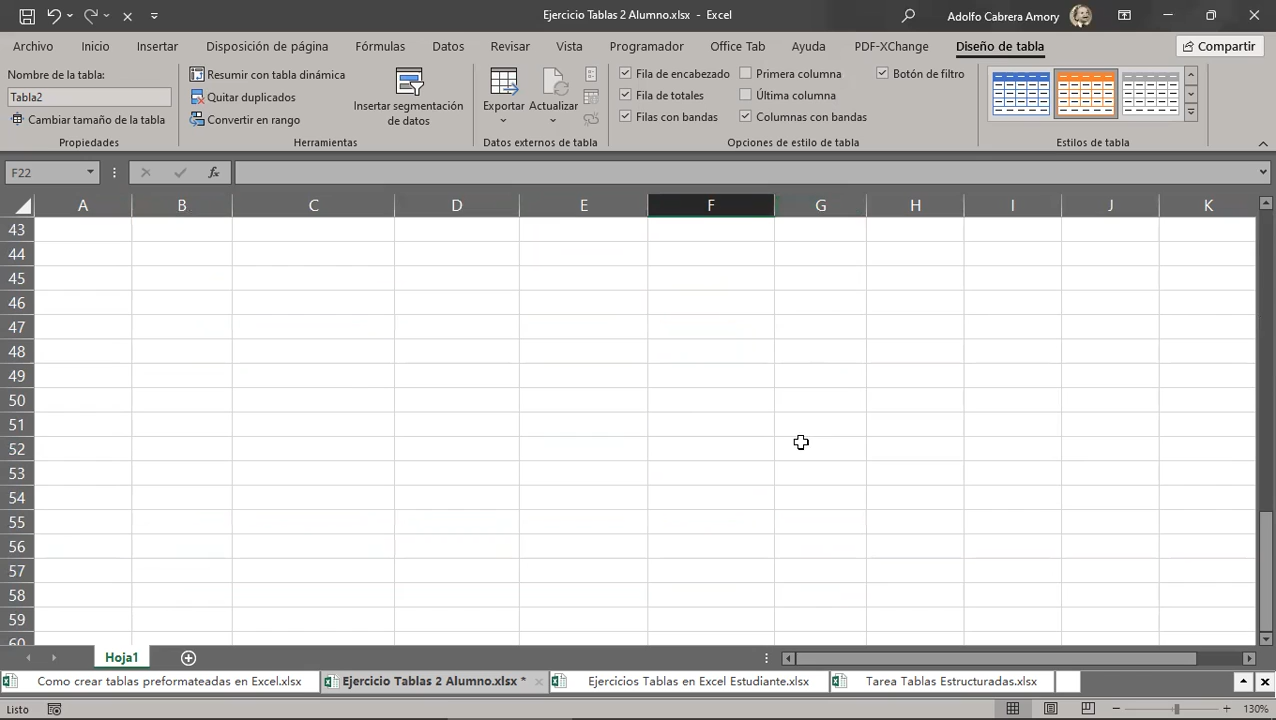 Ejercicio Tablas 2 Alumno.xlsx - Excel
Adolfo Cabrera Amory
Archivo Inicio Insertar Disposición de página Fórmulas Datos Revisar Vista Programador Office Tab Ayuda PDF-XChange Diseño de tabla Compartir
Nombre de la tabla:
Tabla2
Cambiar tamaño de la tabla
Propiedades
Resumir con tabla dinámica
Quitar duplicados
Convertir en rango
Insertar segmentación
de datos
Herramientas
Exportar Actualizar
Datos externos de tabla
Fila de encabezado Primera columna Botón de filtro
Fila de totales Última columna
Filas con bandas Columnas con bandas
Opciones de estilo de tabla
Estilos de tabla
F22 fx
A B C D E F G H I J K
43
44
45
46
47
48
49
50
51
52
53
54
55
56
57
58
59
60
Hoja1
Como crear tablas preformateadas en Excel.xlsx Ejercicio Tablas 2 Alumno.xlsx * Ejercicios Tablas en Excel Estudiante.xlsx Tarea Tablas Estructuradas.xlsx
Listo 130%